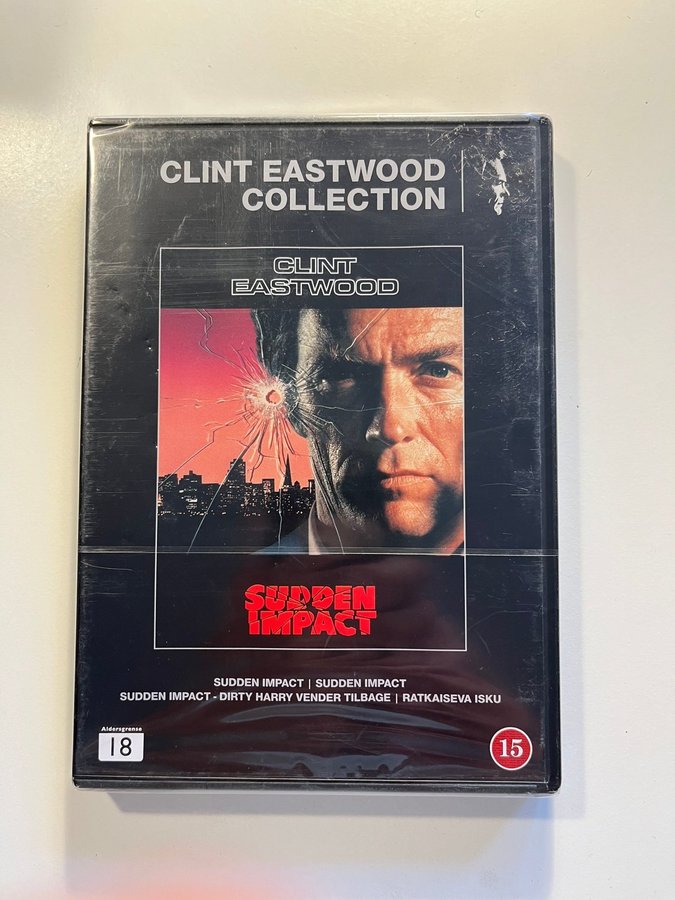 CLINT EASTWOOD
COLLECTION
CLINT
EASTWOOD
SUDDEN
IMPACT
SUDDEN IMPACT | SUDDEN IMPACT
SUDDEN IMPACT - DIRTY HARRY VENDER TILBAGE | RATKAISEVA ISKU
Aldersgrense
18
15